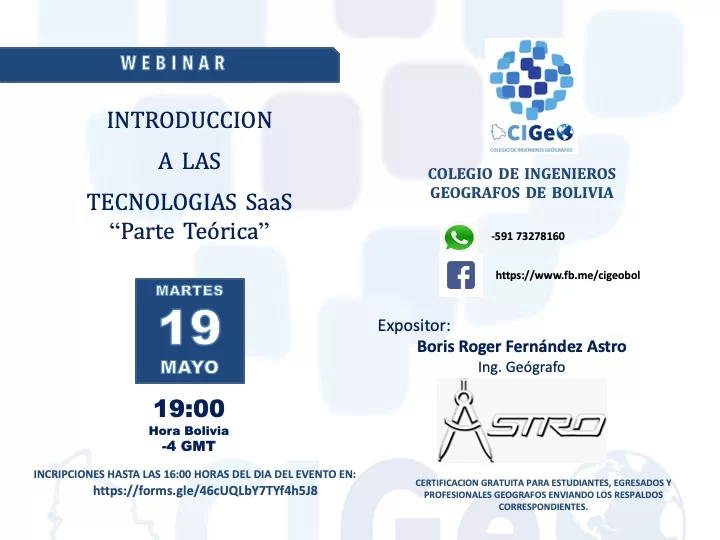 WEBINAR
INTRODUCCION
A LAS
TECNOLOGIAS SaaS
“Parte Teórica”
MARTES
19
MAYO
19:00
Hora Bolivia
-4 GMT
INCRIPCIONES HASTA LAS 16:00 HORAS DEL DIA DEL EVENTO EN:
https://forms.gle/46cUQLbY7TYf4h5J8
CIGeo
COLEGIO DE INGENIEROS GEÓGRAFOS
COLEGIO DE INGENIEROS
GEOGRAFOS DE BOLIVIA
-591 73278160
https://www.fb.me/cigeobol
Expositor:
Boris Roger Fernández Astro
Ing. Geógrafo
ASTRO
CERTIFICACION GRATUITA PARA ESTUDIANTES, EGRESADOS Y
PROFESIONALES GEOGRAFOS ENVIANDO LOS RESPALDOS
CORRESPONDIENTES.
CIGeo